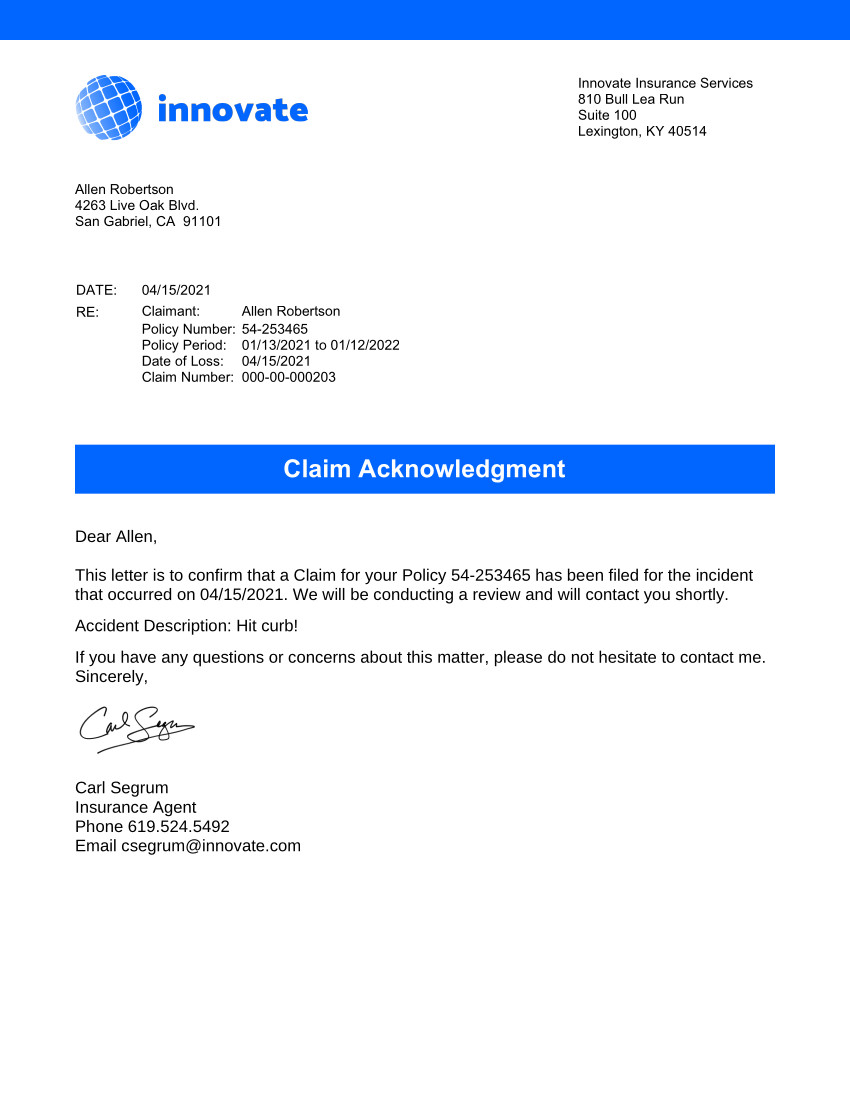 innovate
Innovate Insurance Services
810 Bull Lea Run
Suite 100
Lexington, KY 40514
Allen Robertson
4263 Live Oak Blvd.
San Gabriel, CA  91101
DATE: 04/15/2021
RE: Claimant: Allen Robertson
Policy Number: 54-253465
Policy Period: 01/13/2021 to 01/12/2022
Date of Loss: 04/15/2021
Claim Number: 000-00-000203
Claim Acknowledgment
Dear Allen,
This letter is to confirm that a Claim for your Policy 54-253465 has been filed for the incident
that occurred on 04/15/2021. We will be conducting a review and will contact you shortly.
Accident Description: Hit curb!
If you have any questions or concerns about this matter, please do not hesitate to contact me.
Sincerely,
Carl Segrum
Carl Segrum
Insurance Agent
Phone 619.524.5492
Email csegrum@innovate.com